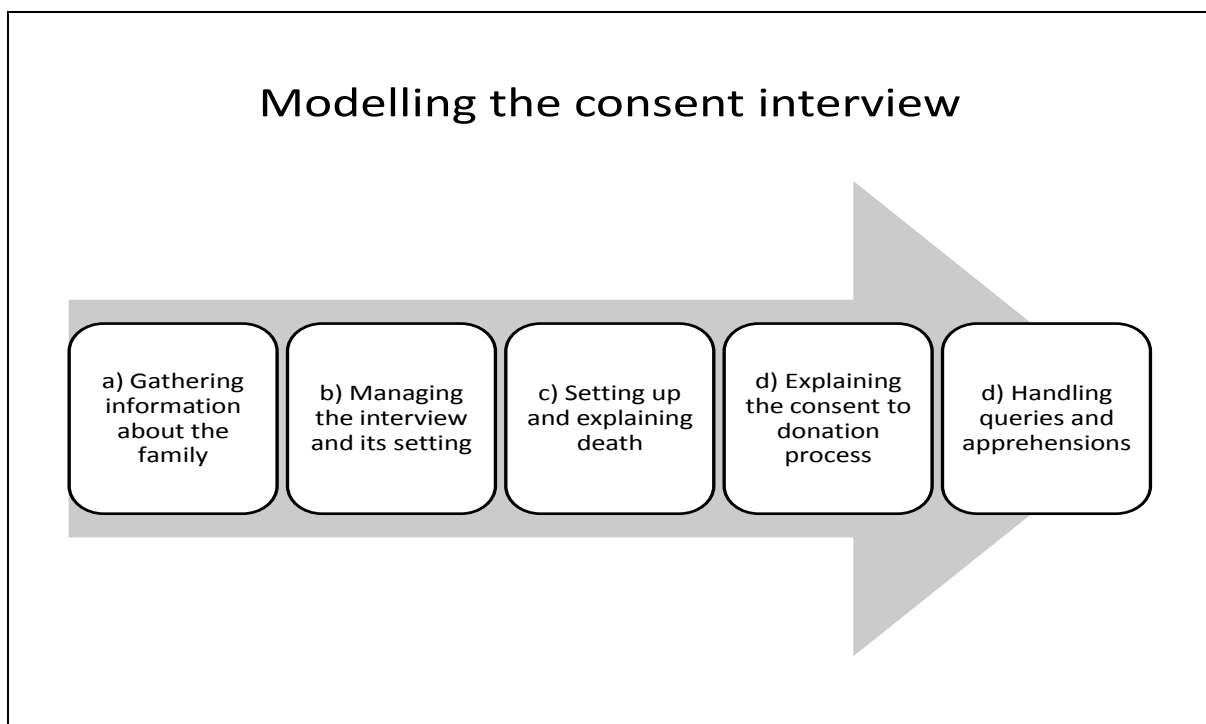 Modelling the consent interview
a) Gathering
information
about the
family
b) Managing
the interview
and its setting
c) Setting up
and explaining
death
d) Explaining
the consent to
donation
process
d) Handling
queries and
apprehensions